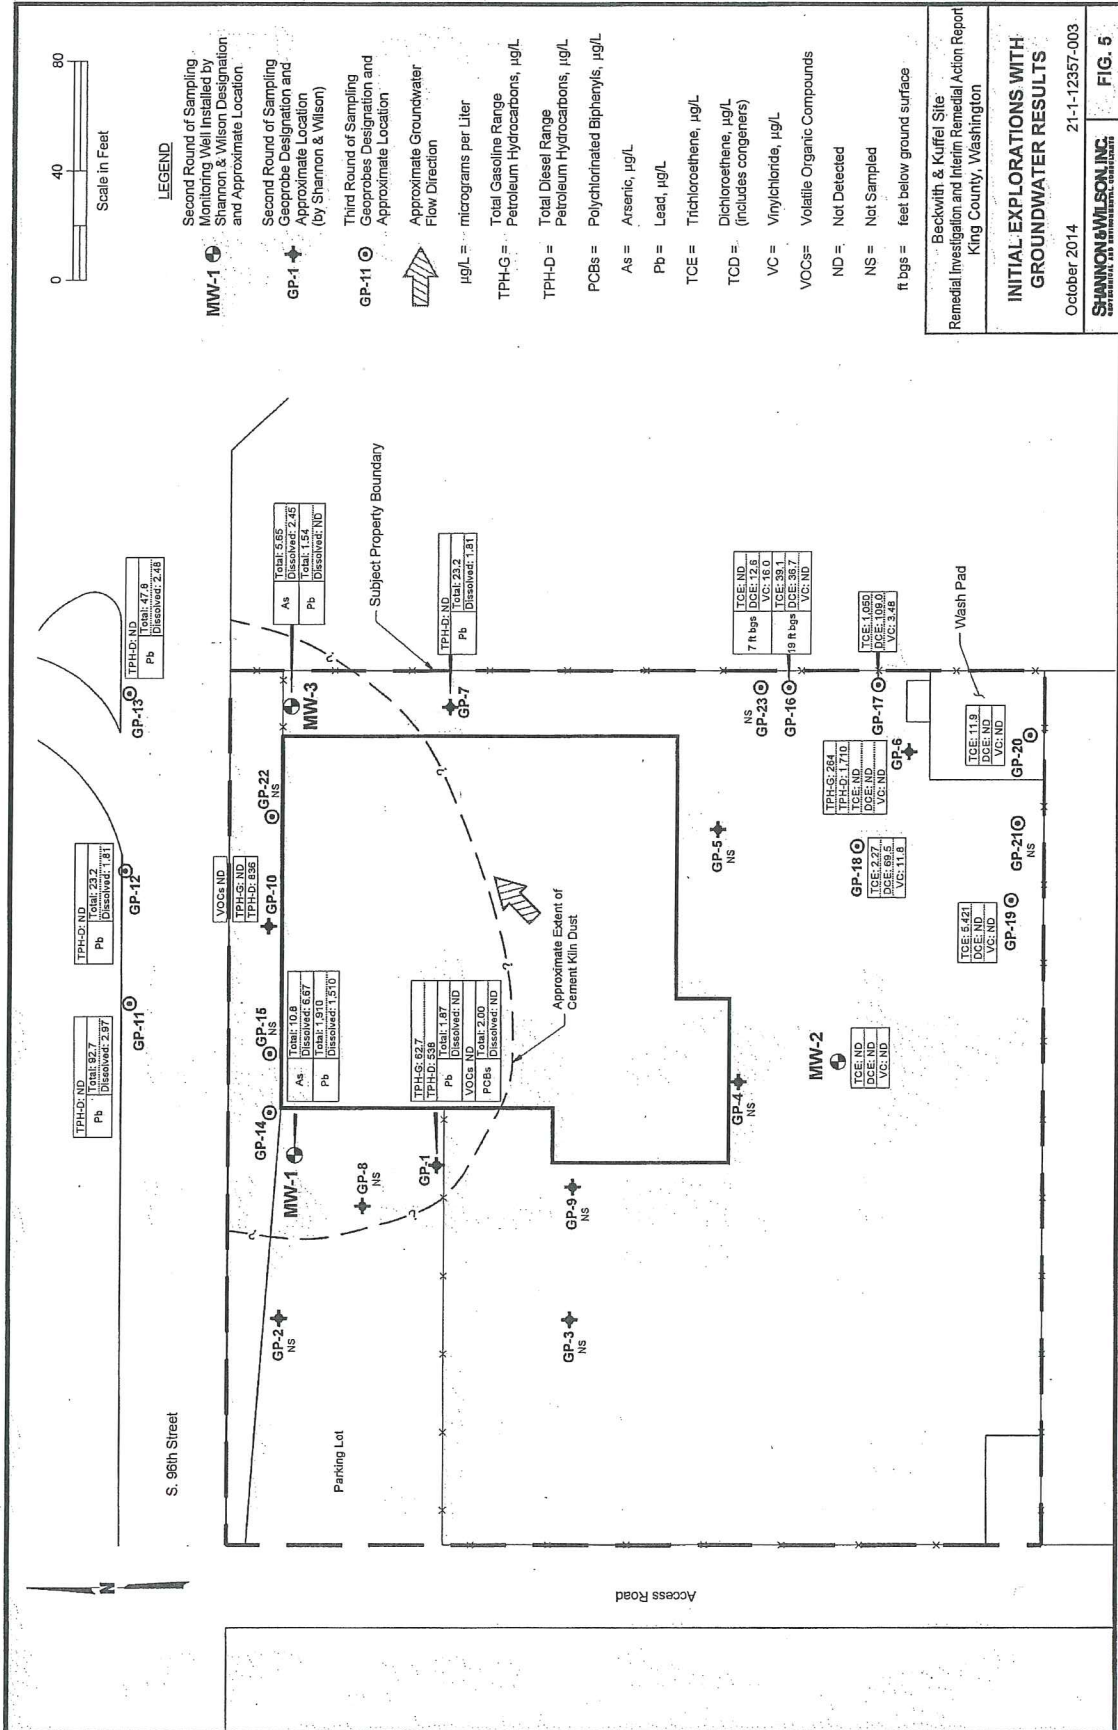 0 40 80
Scale in Feet
LEGEND
MW-1
Second Round of Sampling
Monitoring Well Installed by
Shannon & Wilson Designation
and Approximate Location
GP-1
Second Round of Sampling
Geoprobe Designation and
Approximate Location
(by Shannon & Wilson)
GP-11
Third Round of Sampling
Geoprobes Designation and
Approximate Location
Approximate Groundwater
Flow Direction
µg/L = micrograms per Liter
TPH-G = Total Gasoline Range
Petroleum Hydrocarbons, µg/L
TPH-D = Total Diesel Range
Petroleum Hydrocarbons, µg/L
PCBs = Polychlorinated Biphenyls, µg/L
As = Arsenic, µg/L
Pb = Lead, µg/L
TCE = Trichloroethene, µg/L
TCD = Dichloroethene, µg/L
(includes congeners)
VC = Vinylchloride, µg/L
VOCs= Volatile Organic Compounds
ND = Not Detected
NS = Not Sampled
ft bgs = feet below ground surface
Beckwith & Kuffel Site
Remedial Investigation and Interim Remedial Action Report
King County, Washington
INITIAL EXPLORATIONS WITH
GROUNDWATER RESULTS
October 2014 21-1-12357-003
SHANNON & WILSON, INC.
GEOTECHNICAL AND ENVIRONMENTAL CONSULTANTS
FIG. 5
N
S. 96th Street
Access Road
Parking Lot
TPH-D: ND
Pb Total: 92.7
Dissolved: 2.97
GP-11
TPH-D: ND
Pb Total: 23.2
Dissolved: 1.81
GP-12
TPH-D: ND
Pb Total: 47.8
Dissolved: 2.48
GP-13
GP-2
NS
GP-14
GP-15
NS
VOCs ND
TPH-G: ND
TPH-D: 836
GP-10
GP-22
NS
MW-1
As Total: 10.8
Dissolved: 6.67
Pb Total: 1,910
Dissolved: 1,510
MW-3
As Total: 5.65
Dissolved: 2.45
Pb Total: 1.54
Dissolved: ND
GP-8
NS
GP-1
TPH-G: 62.7
TPH-D: 538
Pb Total: 1.87
Dissolved: ND
VOCs ND
PCBs Total: 2.00
Dissolved: ND
Subject Property Boundary
TPH-D: ND
Pb Total: 23.2
Dissolved: 1.81
GP-7
?
?
?
?
?
?
Approximate Extent of
Cement Kiln Dust
GP-3
NS
GP-9
NS
GP-4
NS
GP-5
NS
NS
GP-23
GP-16
7 ft bgs TCE: ND
DCE: 12.6
VC: 16.0
19 ft bgs TCE: 39.1
DCE: 36.7
VC: ND
MW-2
TCE: ND
DCE: ND
VC: ND
GP-18
TCE: 2.27
DCE: 69.5
VC: 11.8
TPH-G: 264
TPH-D: 1,710
TCE: ND
DCE: ND
VC: ND
GP-6
GP-17
TCE: 1,050
DCE: 109.0
VC: 3.48
Wash Pad
TCE: 5.421
DCE: ND
VC: ND
GP-19
GP-21
NS
TCE: 11.9
DCE: ND
VC: ND
GP-20